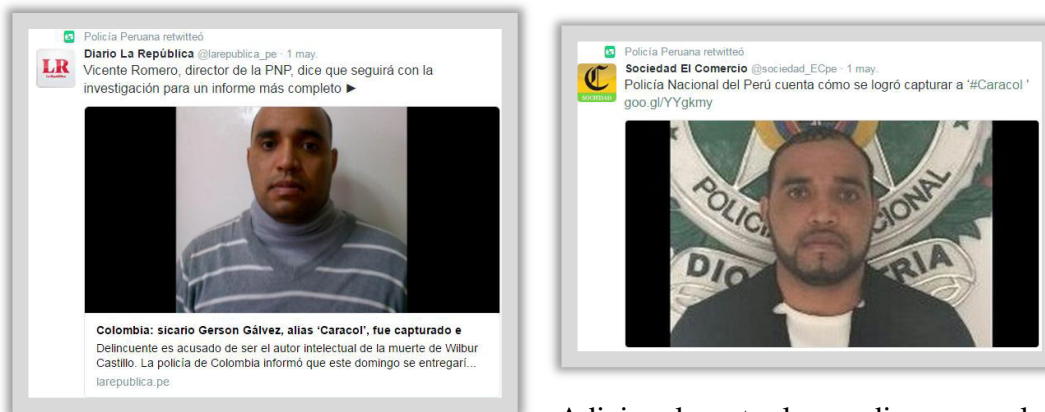 Policía Peruana retwitteó
LR
La República
Diario La República @larepublica_pe · 1 may.
Vicente Romero, director de la PNP, dice que seguirá con la
investigación para un informe más completo ►
Colombia: sicario Gerson Gálvez, alias ‘Caracol’, fue capturado e
Delincuente es acusado de ser el autor intelectual de la muerte de Wilbur
Castillo. La policía de Colombia informó que este domingo se entregarí...
larepublica.pe
Policía Peruana retwitteó
SOCIEDAD
Sociedad El Comercio @sociedad_ECpe · 1 may.
Policía Nacional del Perú cuenta cómo se logró capturar a ‘#Caracol ’
goo.gl/YYgkmy